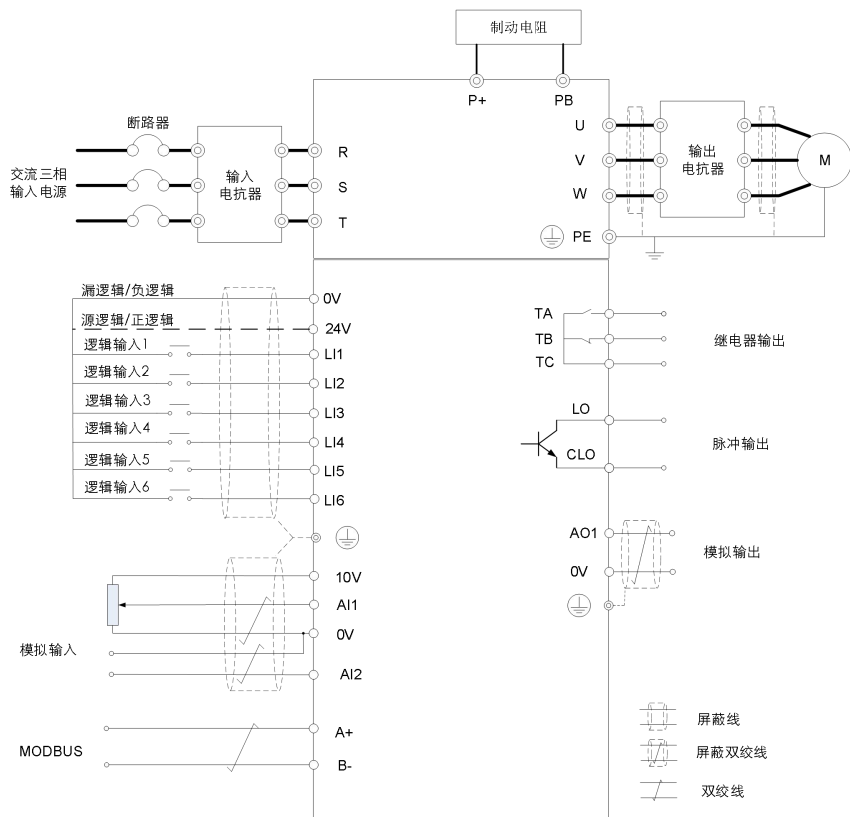 制动电阻
P+
PB
断路器
交流三相
输入电源
输入
电抗器
R
S
T
U
V
W
PE
输出
电抗器
M
漏逻辑/负逻辑
0V
源逻辑/正逻辑
24V
逻辑输入1
LI1
逻辑输入2
LI2
逻辑输入3
LI3
逻辑输入4
LI4
逻辑输入5
LI5
逻辑输入6
LI6
TA
TB
TC
继电器输出
LO
CLO
脉冲输出
AO1
0V
模拟输出
10V
AI1
0V
模拟输入
AI2
A+
MODBUS
B-
屏蔽线
屏蔽双绞线
双绞线